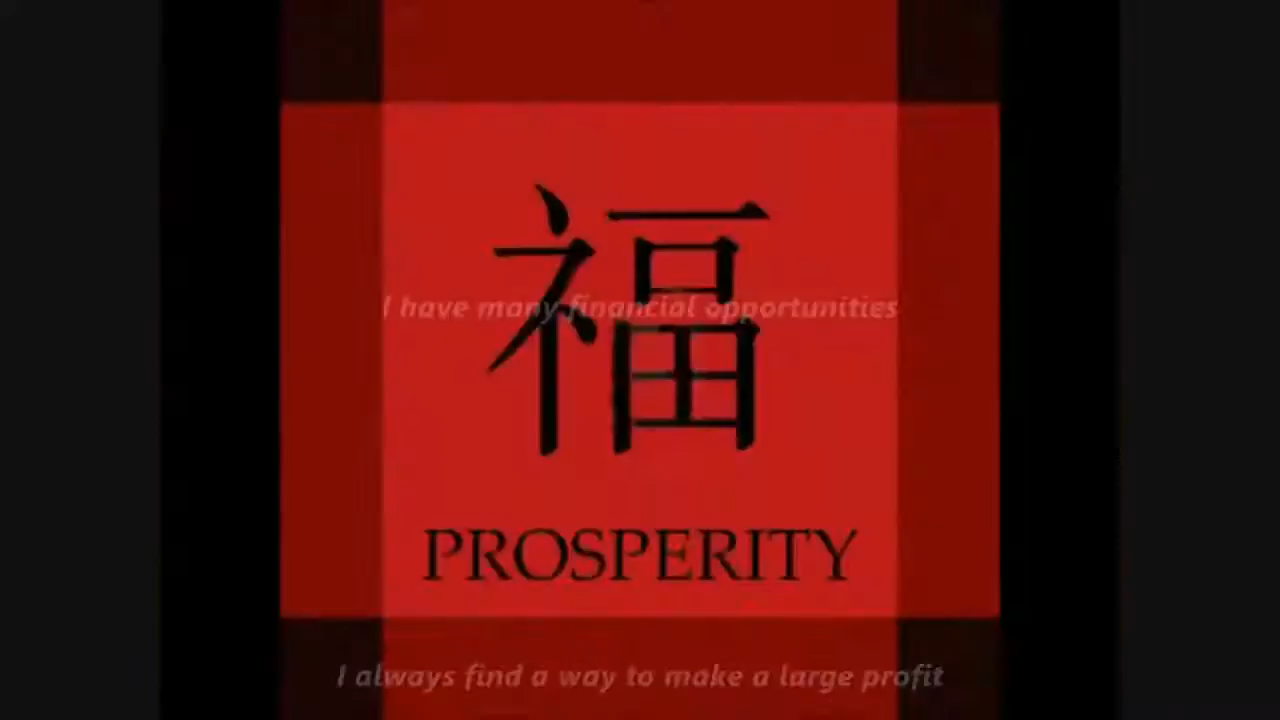 福
I have many financial opportunities
PROSPERITY
I always find a way to make a large profit